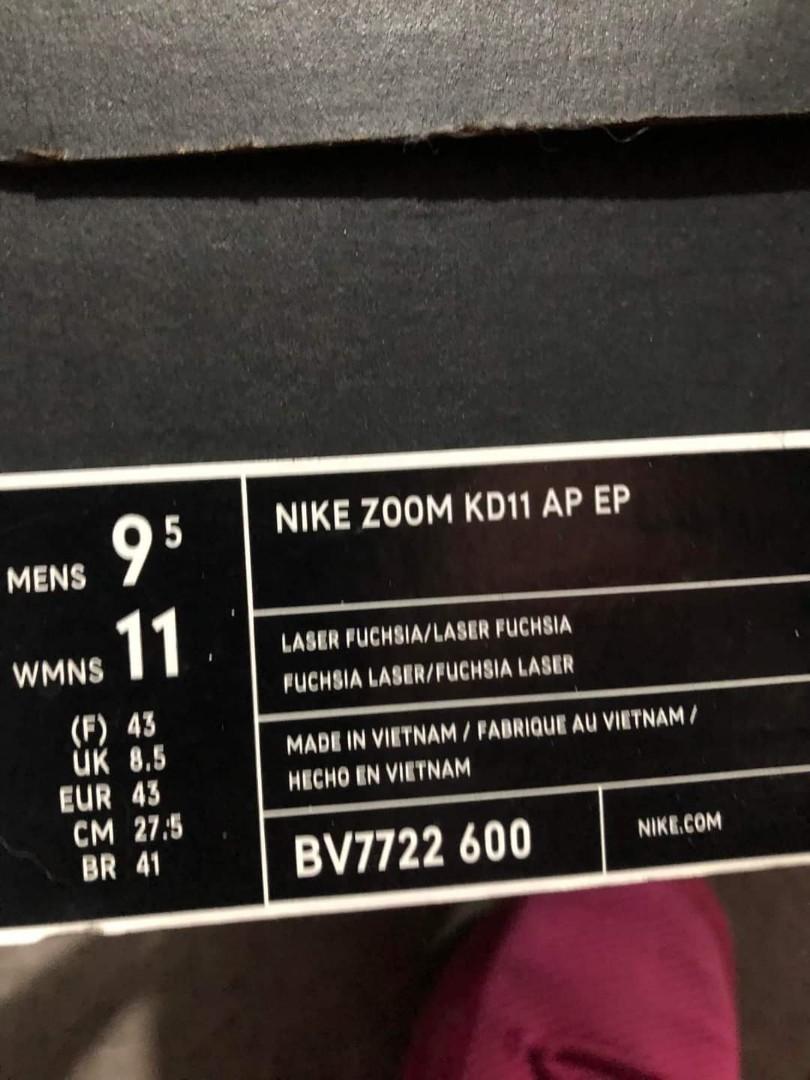 MENS 9 5
WMNS 11
(F) 43
UK 8.5
EUR 43
CM 27.5
BR 41
NIKE ZOOM KD11 AP EP
LASER FUCHSIA/LASER FUCHSIA
FUCHSIA LASER/FUCHSIA LASER
MADE IN VIETNAM / FABRIQUE AU VIETNAM /
HECHO EN VIETNAM
BV7722 600
NIKE.COM